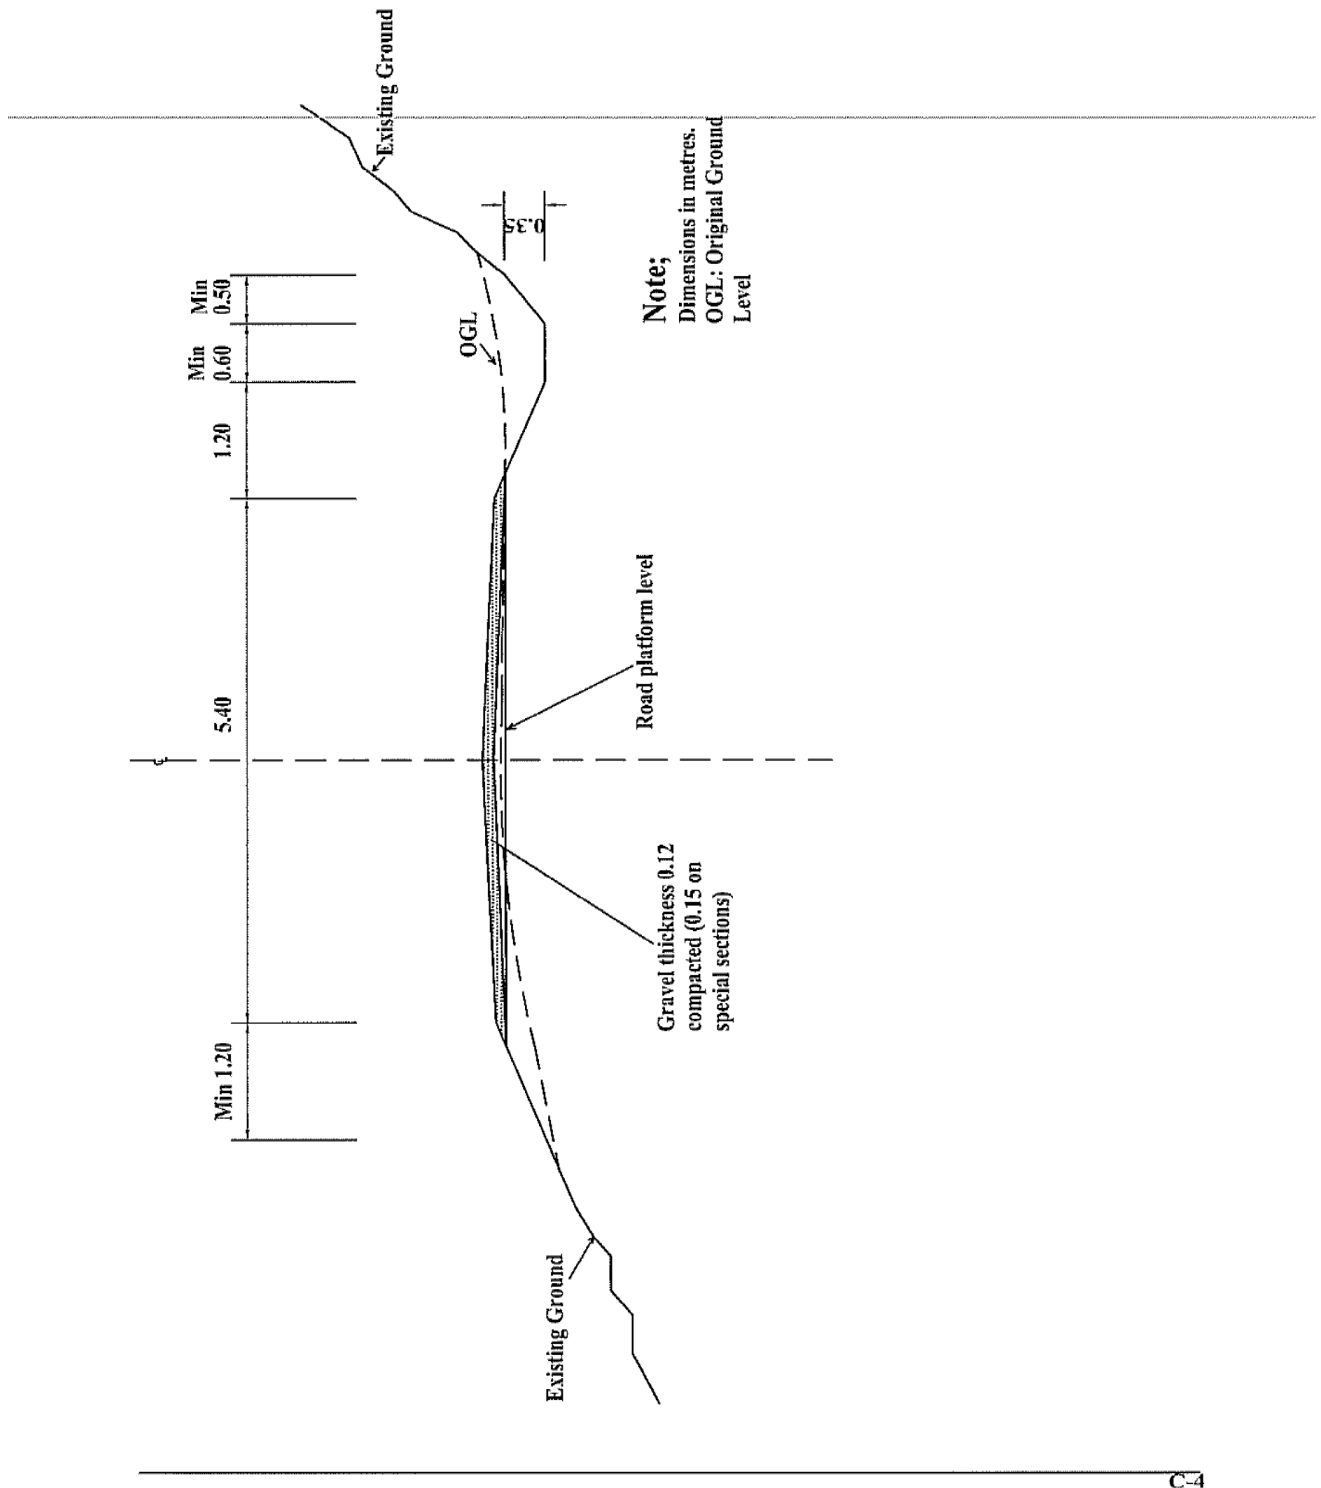 Min 1.20
5.40
1.20
Min
0.60
Min
0.50
Existing Ground
OGL
0.35
Existing Ground
Gravel thickness 0.12
compacted (0.15 on
special sections)
Road platform level
Note;
Dimensions in metres.
OGL: Original Ground
Level
C-4